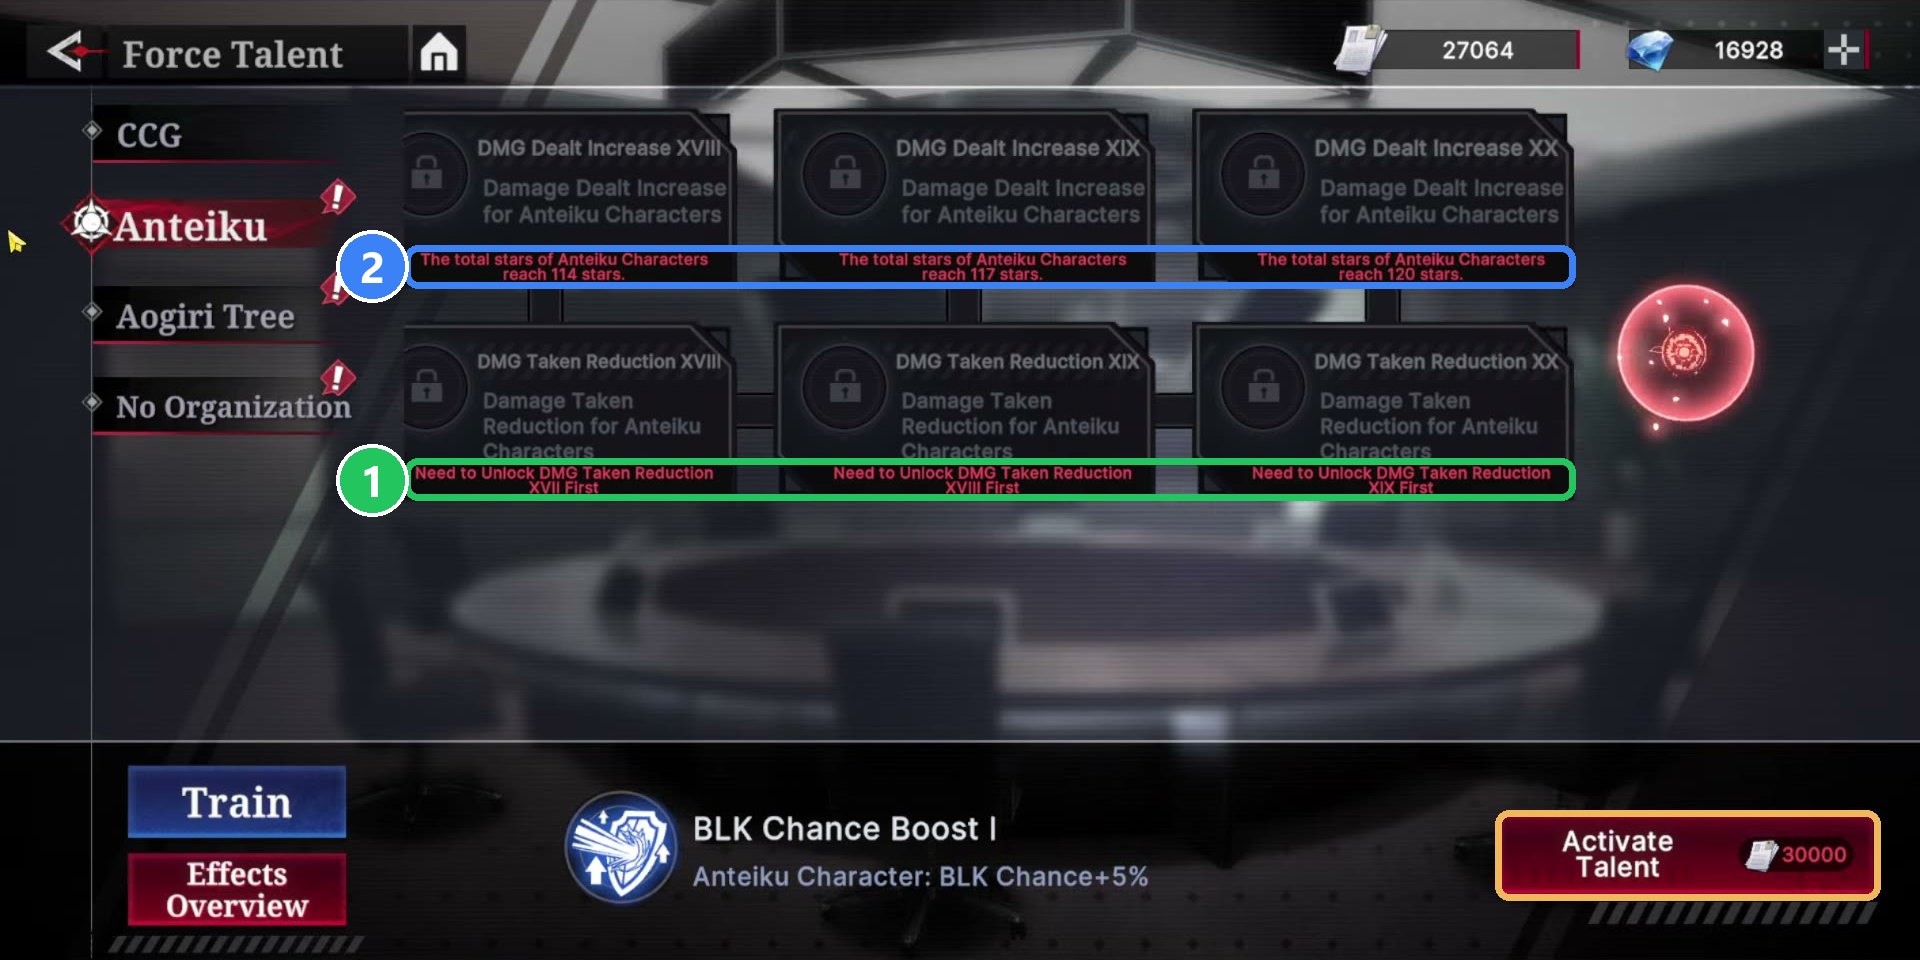 Force Talent
27064
16928
CCG
Anteiku
Aogiri Tree
No Organization
DMG Dealt Increase XVIII
Damage Dealt Increase
for Anteiku Characters
The total stars of Anteiku Characters
reach 114 stars.
DMG Dealt Increase XIX
Damage Dealt Increase
for Anteiku Characters
The total stars of Anteiku Characters
reach 117 stars.
DMG Dealt Increase XX
Damage Dealt Increase
for Anteiku Characters
The total stars of Anteiku Characters
reach 120 stars.
2
DMG Taken Reduction XVIII
Damage Taken
Reduction for Anteiku
Characters
Need to Unlock DMG Taken Reduction
XVII First
DMG Taken Reduction XIX
Damage Taken
Reduction for Anteiku
Characters
Need to Unlock DMG Taken Reduction
XVIII First
DMG Taken Reduction XX
Damage Taken
Reduction for Anteiku
Characters
Need to Unlock DMG Taken Reduction
XIX First
1
Train
Effects
Overview
BLK Chance Boost I
Anteiku Character: BLK Chance+5%
Activate
Talent
30000